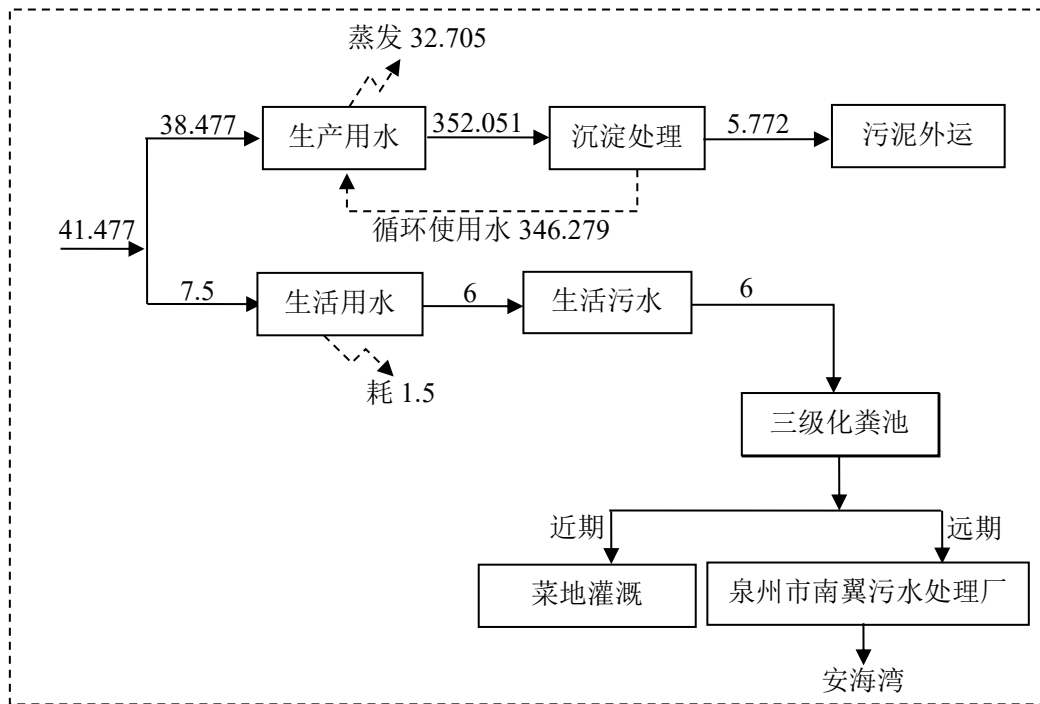 蒸发 32.705
38.477
生产用水
352.051
沉淀处理
5.772
污泥外运
循环使用水 346.279
41.477
7.5
生活用水
6
生活污水
6
耗 1.5
三级化粪池
近期
远期
菜地灌溉
泉州市南翼污水处理厂
安海湾